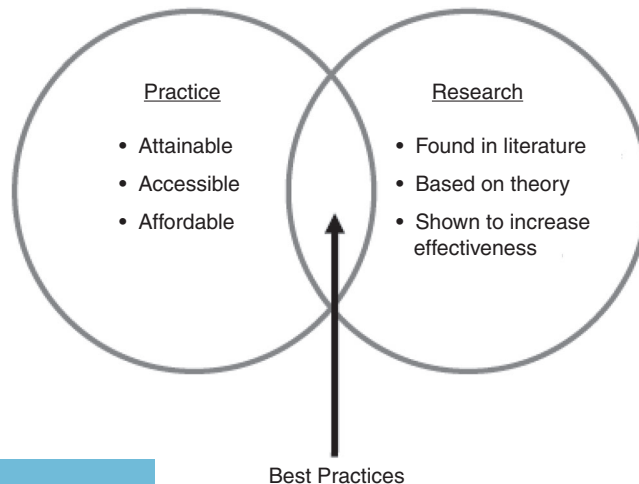 Practice
• Attainable
• Accessible
• Affordable
Research
• Found in literature
• Based on theory
• Shown to increase
effectiveness
Best Practices